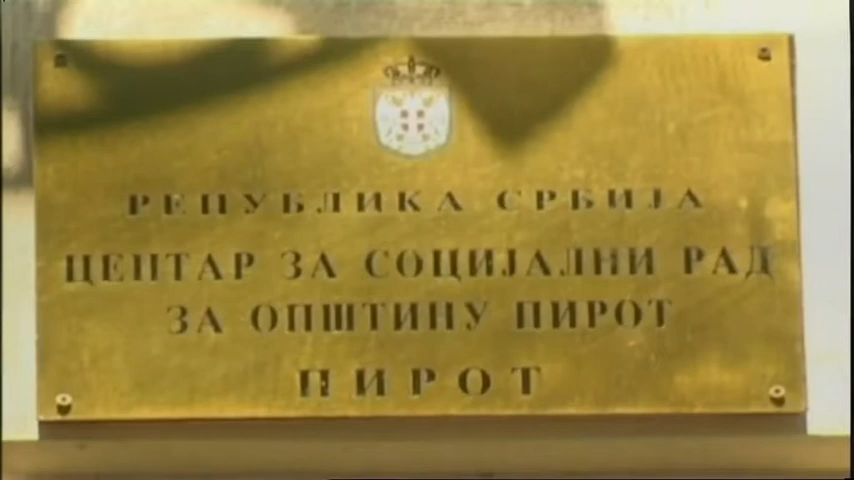 РЕПУБЛИКА СРБИЈА
ЦЕНТАР ЗА СОЦИЈАЛНИ РАД
ЗА ОПШТИНУ ПИРОТ
ПИРОТ